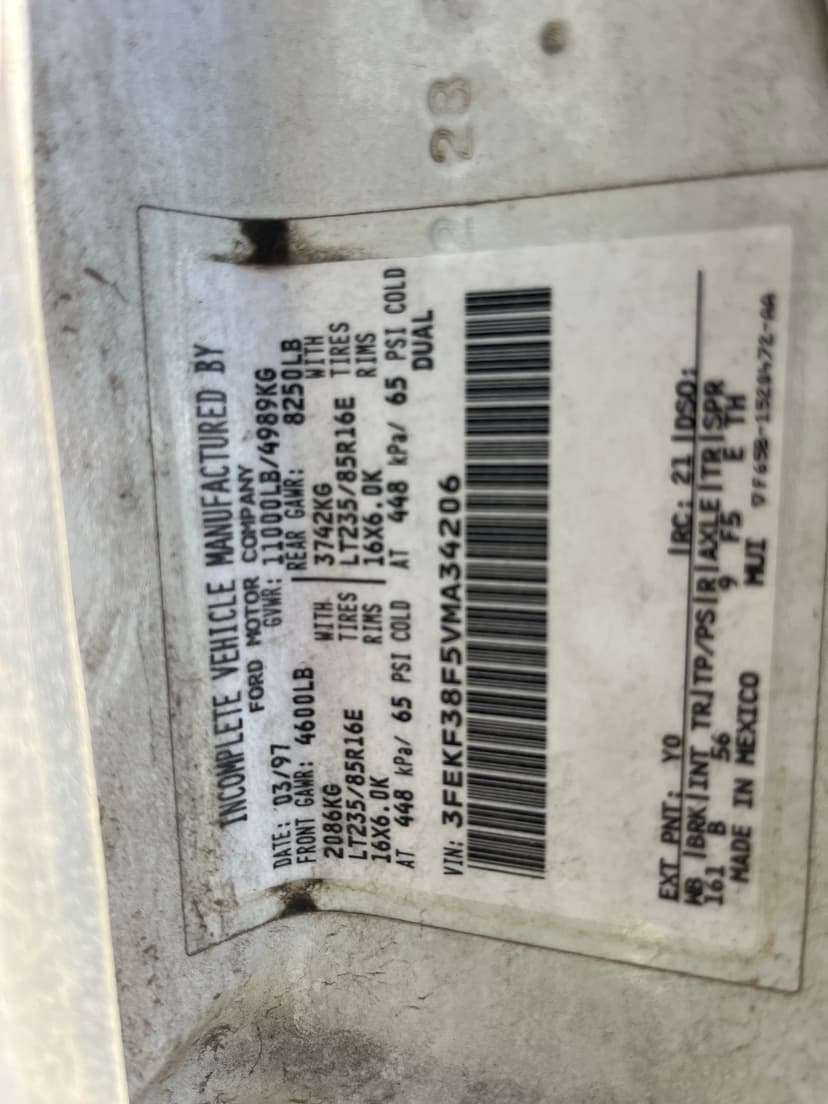 INCOMPLETE VEHICLE MANUFACTURED BY
FORD MOTOR COMPANY
DATE: 03/97 GVWR: 11000LB/4989KG
FRONT GAWR: 4600LB REAR GAWR: 8250LB
2086KG WITH 3742KG WITH
LT235/85R16E TIRES LT235/85R16E TIRES
16X6.0K RIMS 16X6.0K RIMS
AT 448 kPa/ 65 PSI COLD AT 448 kPa/ 65 PSI COLD
DUAL
VIN: 3FEKF38F5VMA34206
EXT PNT: YO RC: 21 DSO:
WB BRK INT TR TP/PS R AXLE TR SPR
161 B 56 9 F5 E TH
MADE IN MEXICO MUI
2 28